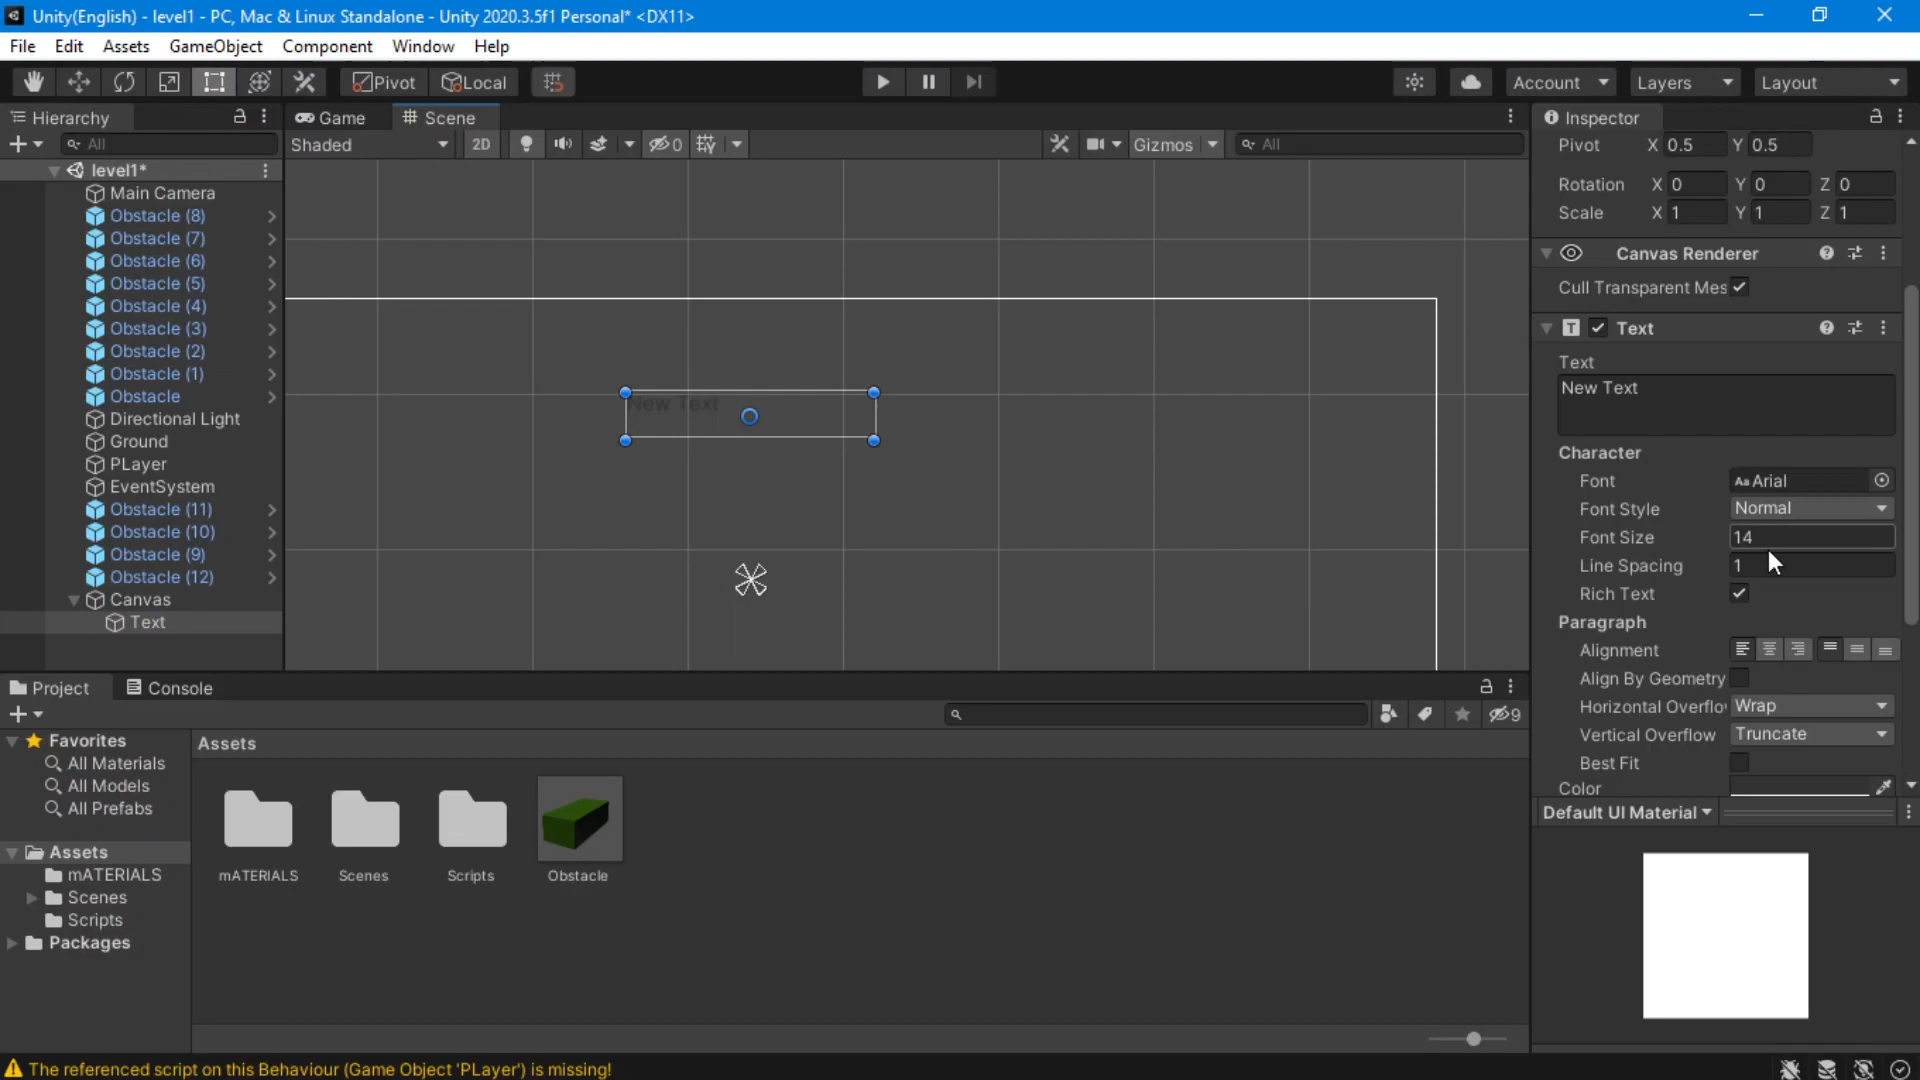 Unity(English) - level1 - PC, Mac & Linux Standalone - Unity 2020.3.5f1 Personal* <DX11>
File Edit Assets GameObject Component Window Help
Pivot Local Account Layers Layout
Hierarchy
All
level1*
Main Camera
Obstacle (8)
Obstacle (7)
Obstacle (6)
Obstacle (5)
Obstacle (4)
Obstacle (3)
Obstacle (2)
Obstacle (1)
Obstacle
Directional Light
Ground
PLayer
EventSystem
Obstacle (11)
Obstacle (10)
Obstacle (9)
Obstacle (12)
Canvas
Text
Game Scene
Shaded 2D 0 Gizmos All
New Text
Inspector
Pivot X 0.5 Y 0.5
Rotation X 0 Y 0 Z 0
Scale X 1 Y 1 Z 1
Canvas Renderer
Cull Transparent Mes
Text
Text
New Text
Character
Font Aa Arial
Font Style Normal
Font Size 14
Line Spacing 1
Rich Text
Paragraph
Alignment
Align By Geometry
Horizontal Overflo Wrap
Vertical Overflow Truncate
Best Fit
Color
Default UI Material
Project Console
9
Favorites
All Materials
All Models
All Prefabs
Assets
mATERIALS
Scenes
Scripts
Packages
Assets
mATERIALS Scenes Scripts Obstacle
The referenced script on this Behaviour (Game Object 'PLayer') is missing!